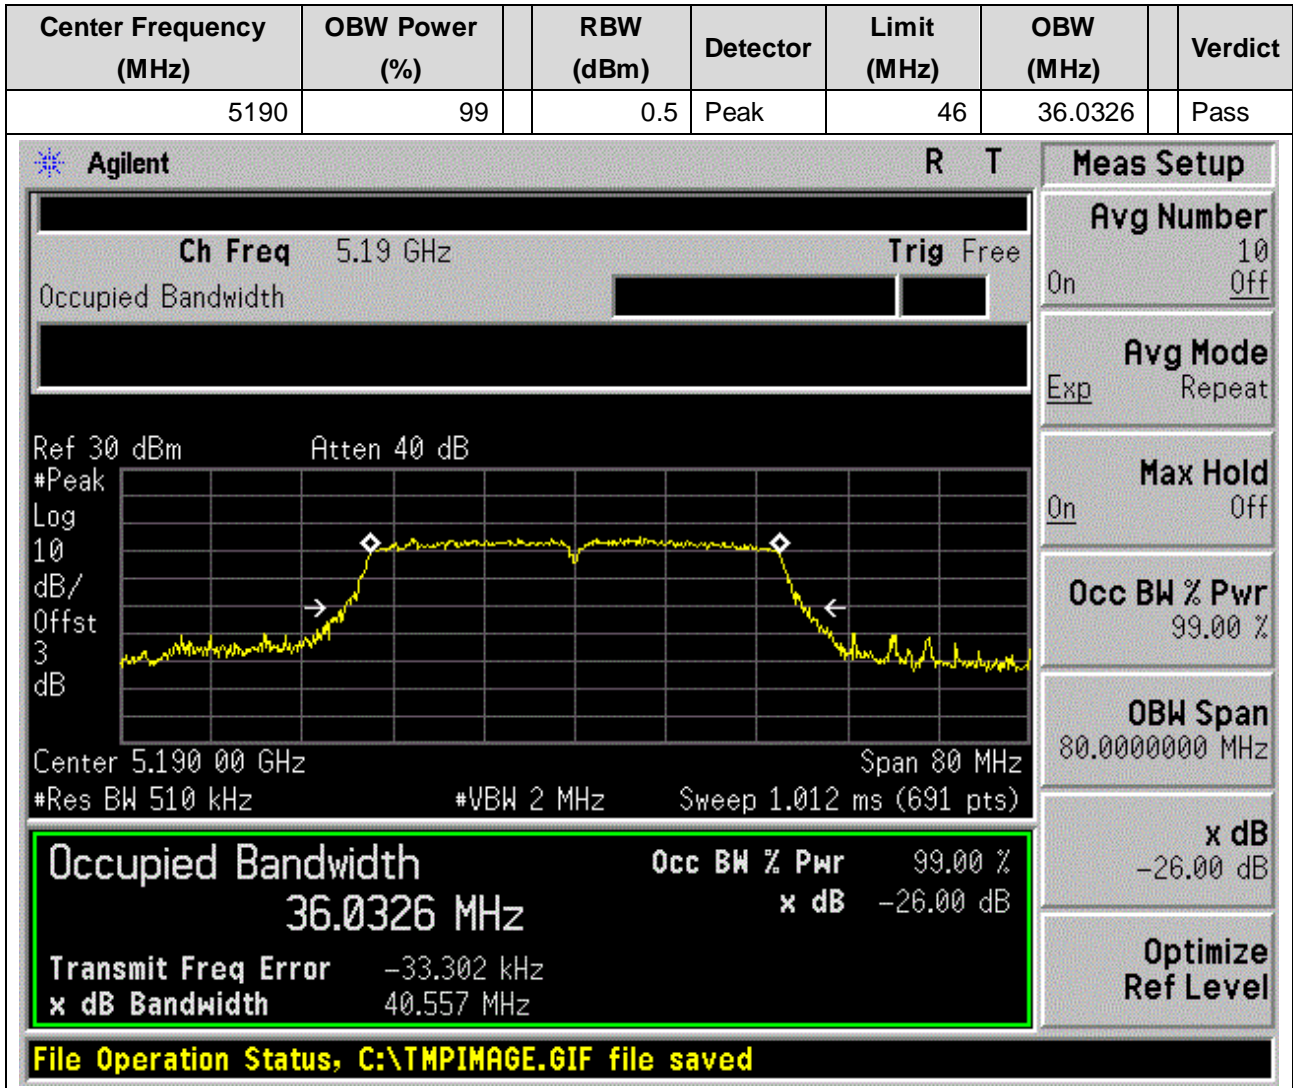 Center Frequency (MHz) OBW Power (%) RBW (dBm) Detector Limit (MHz) OBW (MHz) Verdict
5190 99 0.5 Peak 46 36.0326 Pass
Agilent R T
Ch Freq 5.19 GHz Trig Free
Occupied Bandwidth
Ref 30 dBm Atten 40 dB
#Peak
Log
10
dB/
Offst
3
dB
Center 5.190 00 GHz Span 80 MHz
#Res BW 510 kHz #VBW 2 MHz Sweep 1.012 ms (691 pts)
Occupied Bandwidth Occ BW % Pwr 99.00 %
36.0326 MHz x dB -26.00 dB
Transmit Freq Error -33.302 kHz
x dB Bandwidth 40.557 MHz
File Operation Status, C:\TMPIMAGE.GIF file saved
Meas Setup
Avg Number
10
On Off
Avg Mode
Exp Repeat
Max Hold
On Off
Occ BW % Pwr
99.00 %
OBW Span
80.0000000 MHz
x dB
-26.00 dB
Optimize
Ref Level